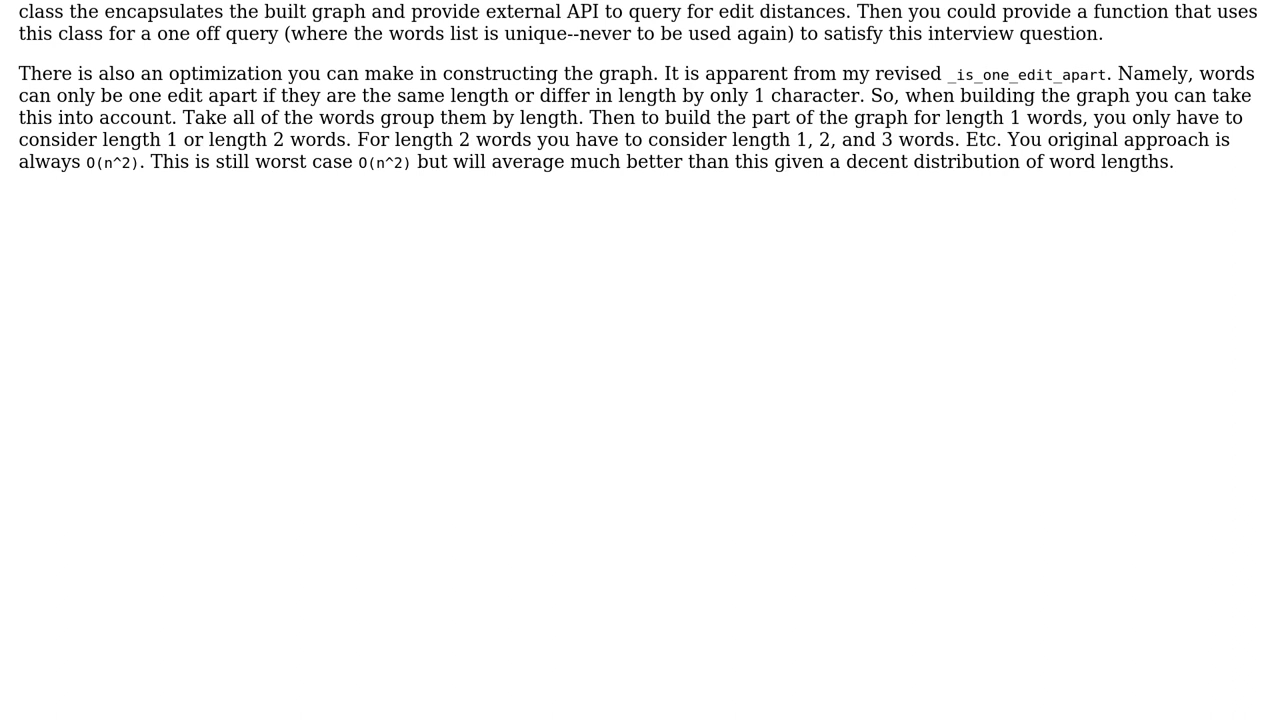 class the encapsulates the built graph and provide external API to query for edit distances. Then you could provide a function that uses
this class for a one off query (where the words list is unique--never to be used again) to satisfy this interview question.
There is also an optimization you can make in constructing the graph. It is apparent from my revised _is_one_edit_apart. Namely, words
can only be one edit apart if they are the same length or differ in length by only 1 character. So, when building the graph you can take
this into account. Take all of the words group them by length. Then to build the part of the graph for length 1 words, you only have to
consider length 1 or length 2 words. For length 2 words you have to consider length 1, 2, and 3 words. Etc. You original approach is
always O(n^2). This is still worst case O(n^2) but will average much better than this given a decent distribution of word lengths.